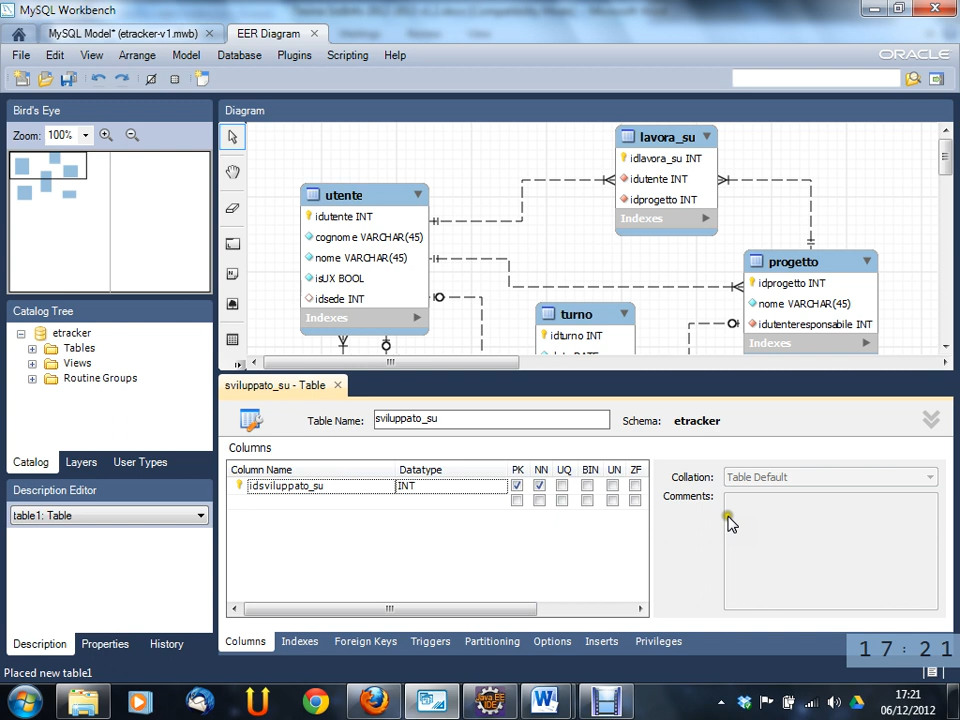 MySQL Workbench
MySQL Model* (etracker-v1.mwb)
EER Diagram
File Edit View Arrange Model Database Plugins Scripting Help
ORACLE
Bird's Eye
Diagram
Zoom: 100%
lavora_su
idlavora_su INT
idutente INT
idprogetto INT
Indexes
utente
idutente INT
cognome VARCHAR(45)
nome VARCHAR(45)
isUX BOOL
idsede INT
Indexes
progetto
idprogetto INT
nome VARCHAR(45)
idutenteresponsabile INT
Indexes
turno
idturno INT
Catalog Tree
etracker
Tables
Views
Routine Groups
Catalog Layers User Types
Description Editor
table1: Table
Description Properties History
sviluppato_su - Table
Table Name: sviluppato_su Schema: etracker
Columns
Column Name Datatype PK NN UQ BIN UN ZF
idsviluppato_su INT
Collation: Table Default
Comments:
Columns Indexes Foreign Keys Triggers Partitioning Options Inserts Privileges
17:21
Placed new table1
Java EE
IDE
17:21
06/12/2012